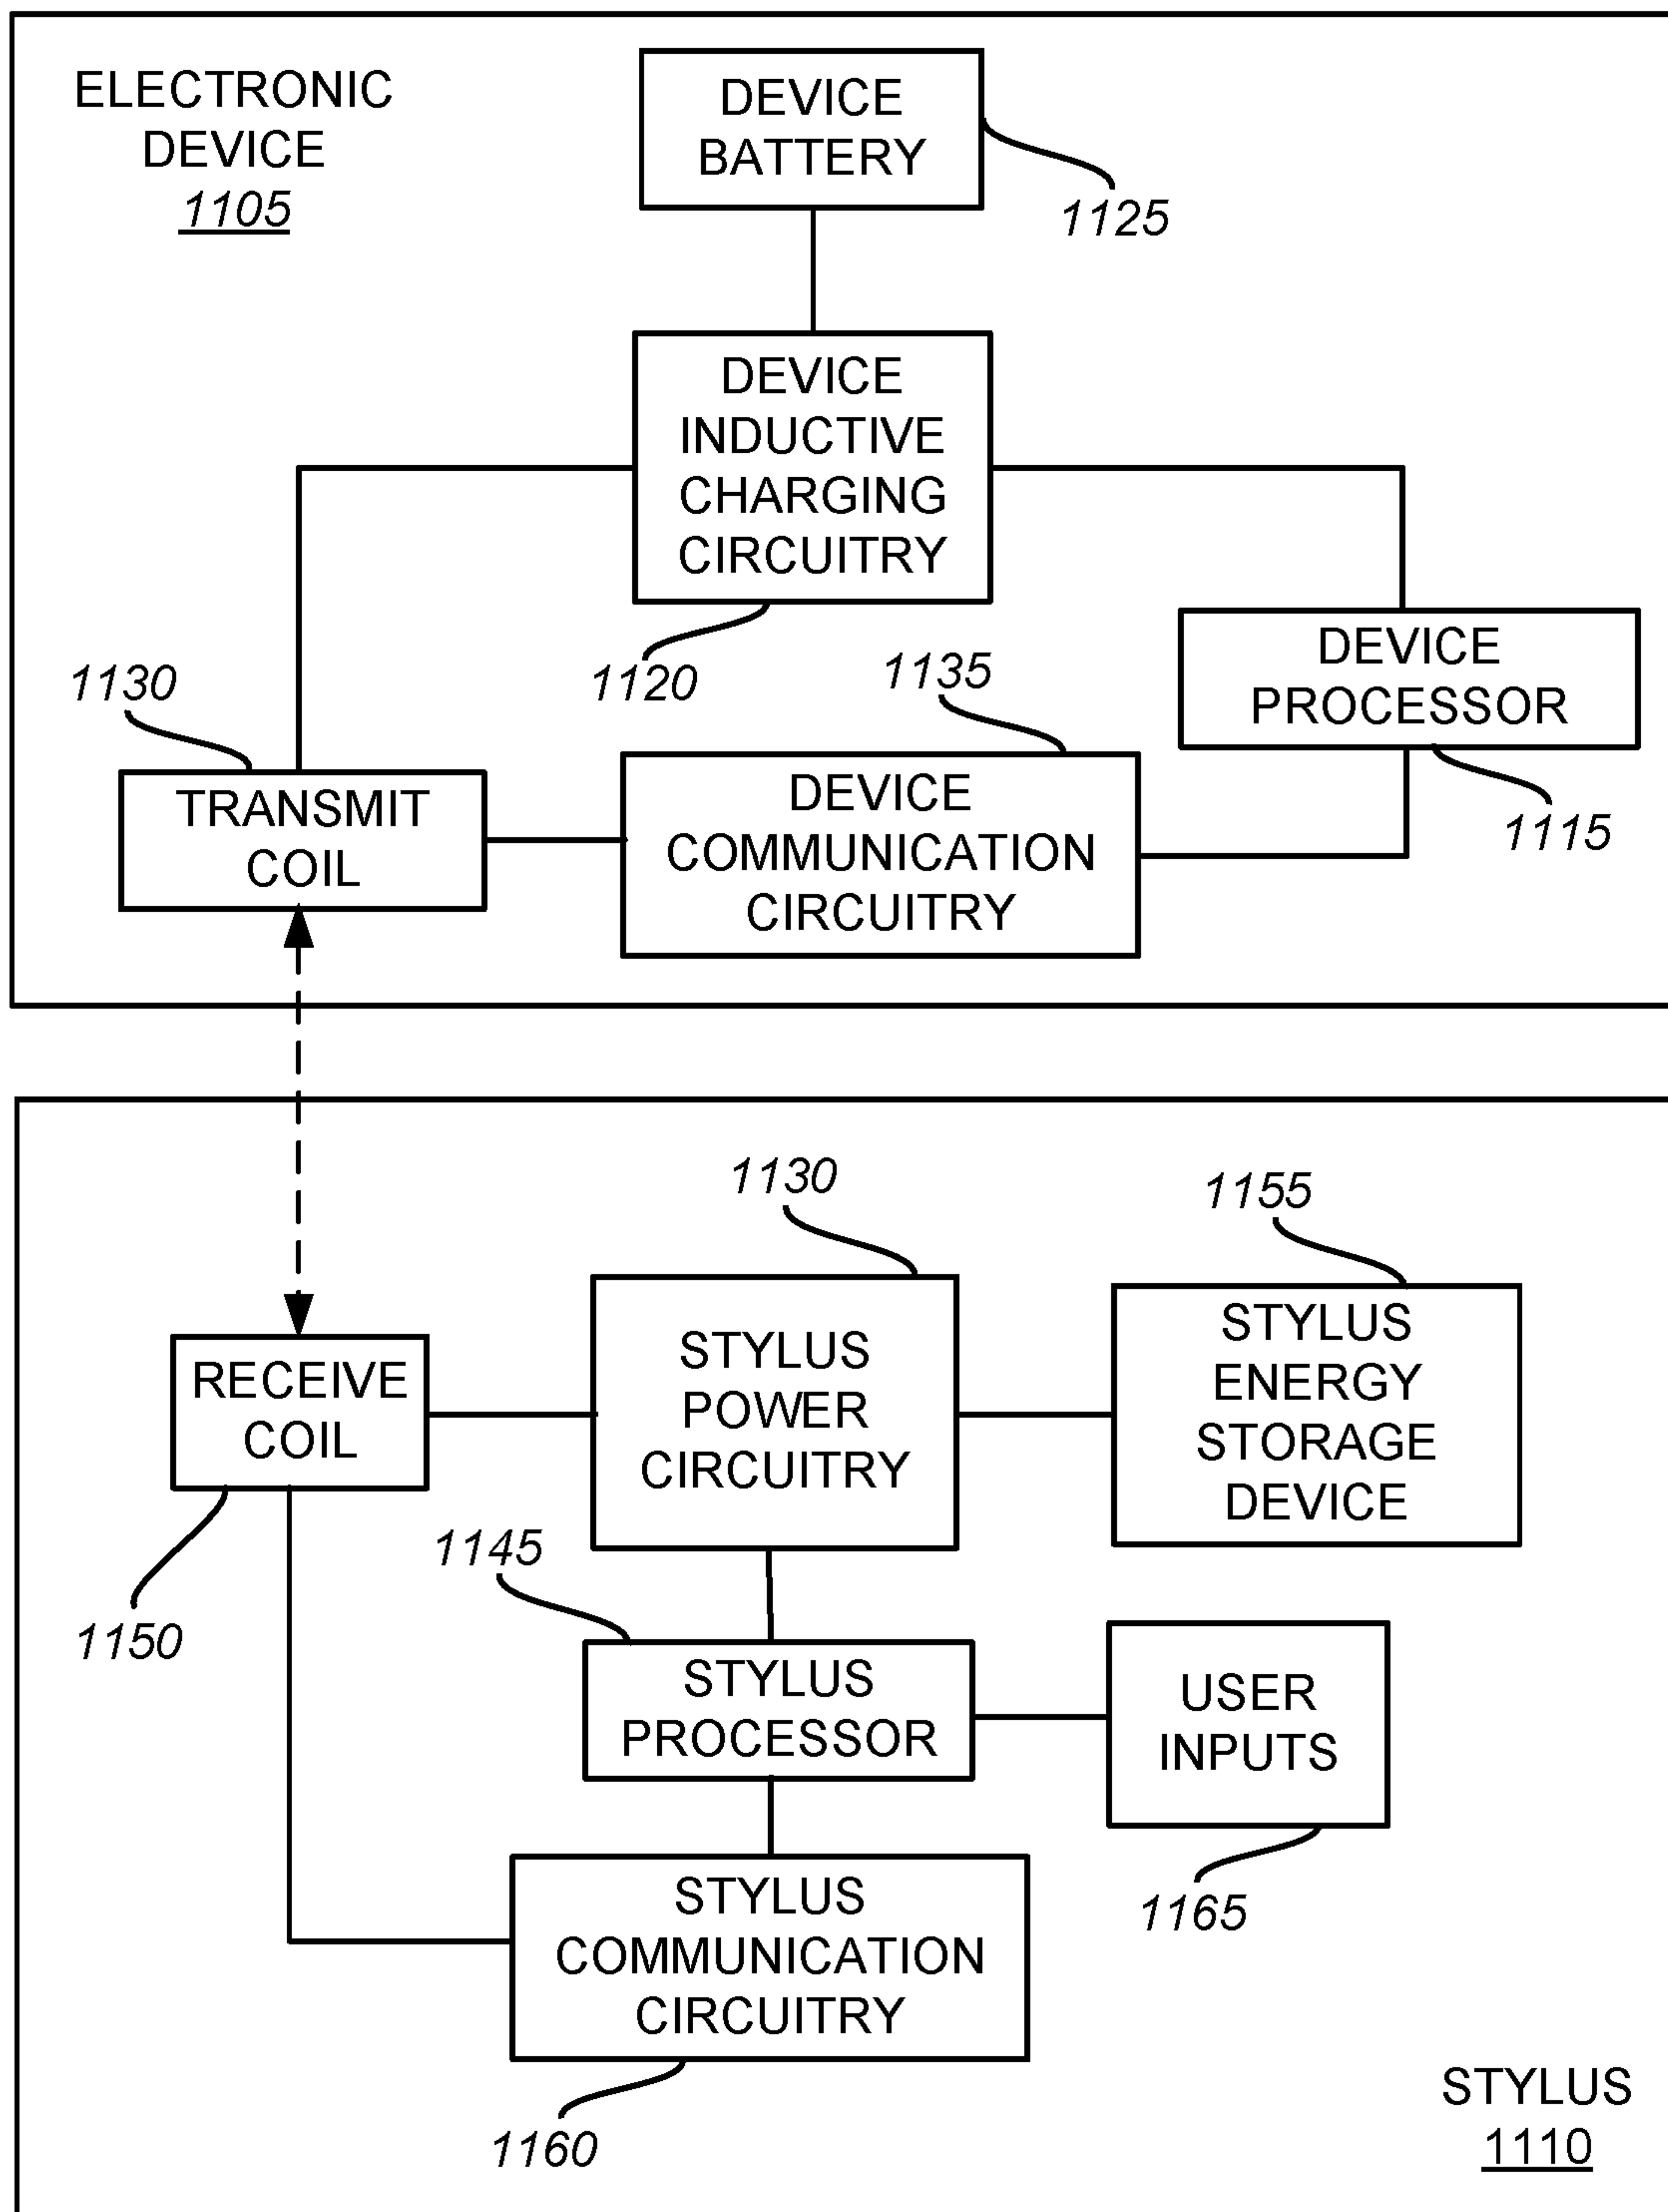 ELECTRONIC
DEVICE
1105
DEVICE
BATTERY
1125
DEVICE
INDUCTIVE
CHARGING
CIRCUITRY
1120
DEVICE
PROCESSOR
1115
1130
TRANSMIT
COIL
1135
DEVICE
COMMUNICATION
CIRCUITRY
1130
STYLUS
POWER
CIRCUITRY
1155
STYLUS
ENERGY
STORAGE
DEVICE
RECEIVE
COIL
1150
1145
STYLUS
PROCESSOR
USER
INPUTS
1165
STYLUS
COMMUNICATION
CIRCUITRY
1160
STYLUS
1110